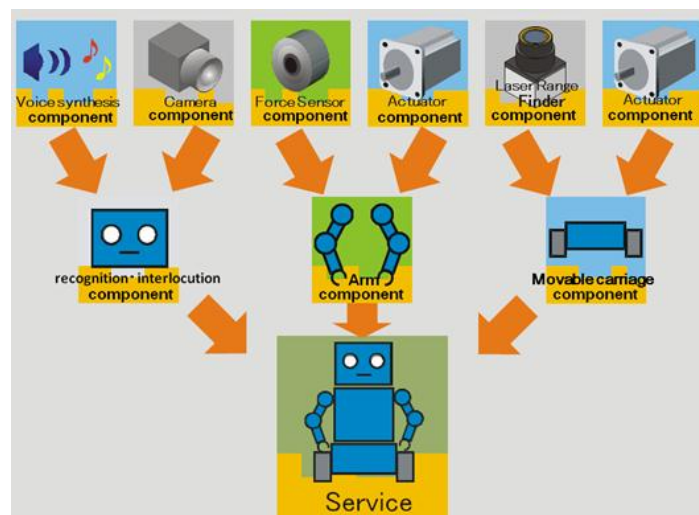 Voice synthesis
component
Camera
component
Force Sensor
component
Actuator
component
Laser Range
Finder
component
Actuator
component
recognition・interlocution
component
Arm
component
Movable carriage
component
Service